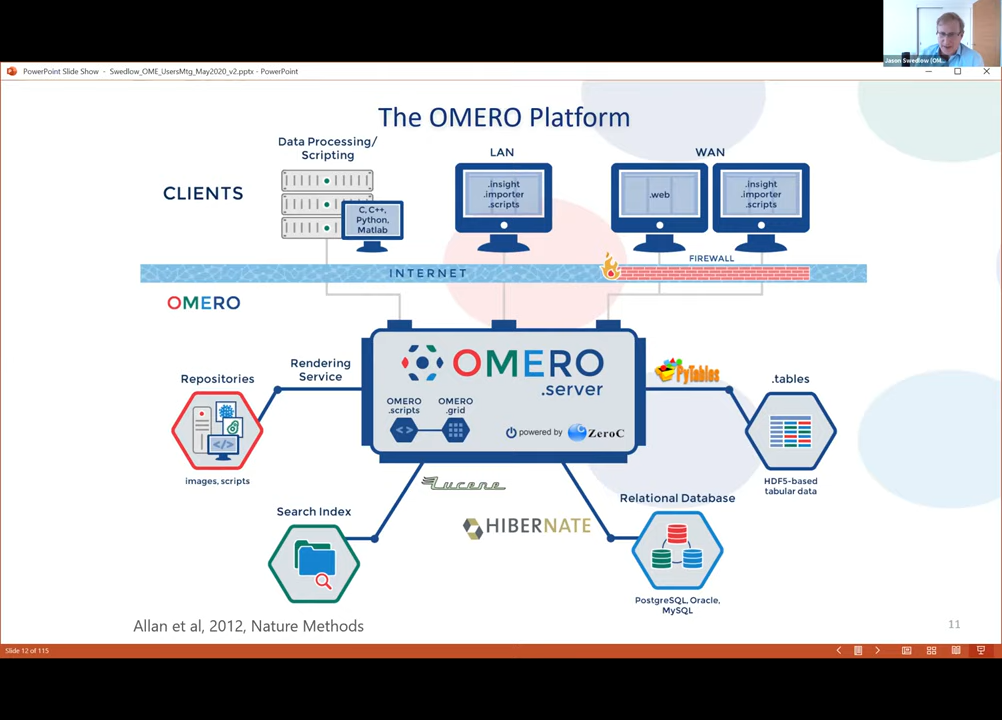 Jason Swedlow (OM...
PowerPoint Slide Show - Swedlow_OME_UsersMtg_May2020_v2.pptx - PowerPoint
The OMERO Platform
Data Processing/
Scripting
LAN
WAN
CLIENTS
C, C++,
Python,
Matlab
.insight
.importer
.scripts
.web
.insight
.importer
.scripts
FIREWALL
INTERNET
OMERO
OMERO
.server
Rendering
Service
PyTables
Repositories
.tables
OMERO
.scripts
OMERO
.grid
</>
powered by ZeroC
</>
images, scripts
HDF5-based
tabular data
Lucene
Search Index
HIBERNATE
Relational Database
PostgreSQL, Oracle,
MySQL
Allan et al, 2012, Nature Methods
11
Slide 12 of 115